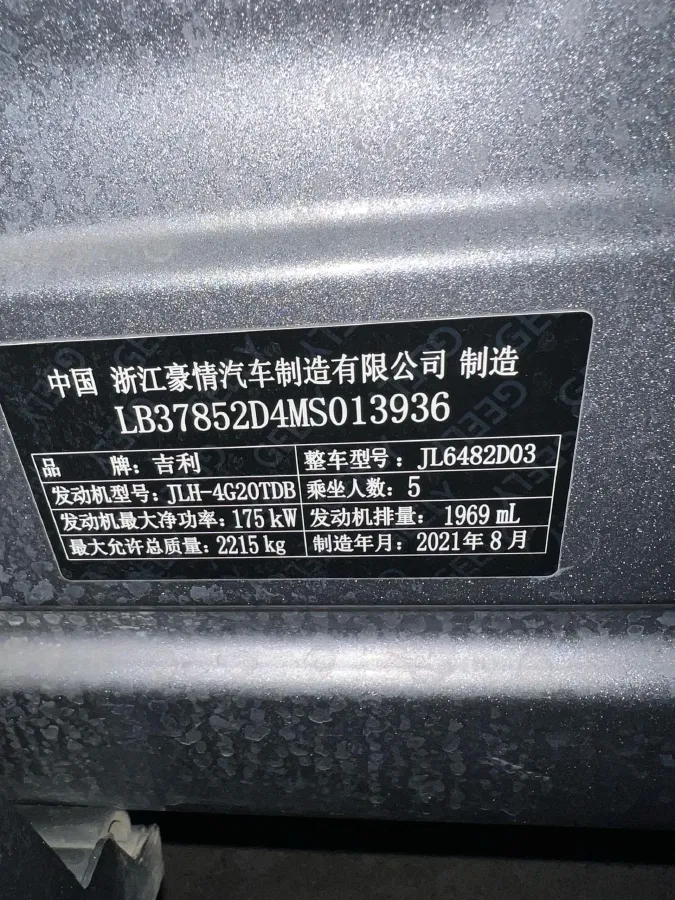 中国 浙江豪情汽车制造有限公司 制造
LB37852D4MS013936
品 牌：吉利 整车型号：JL6482D03
发动机型号：JLH-4G20TDB 乘坐人数：5
发动机最大净功率：175 kW 发动机排量：1969 mL
最大允许总质量：2215 kg 制造年月：2021年 8 月